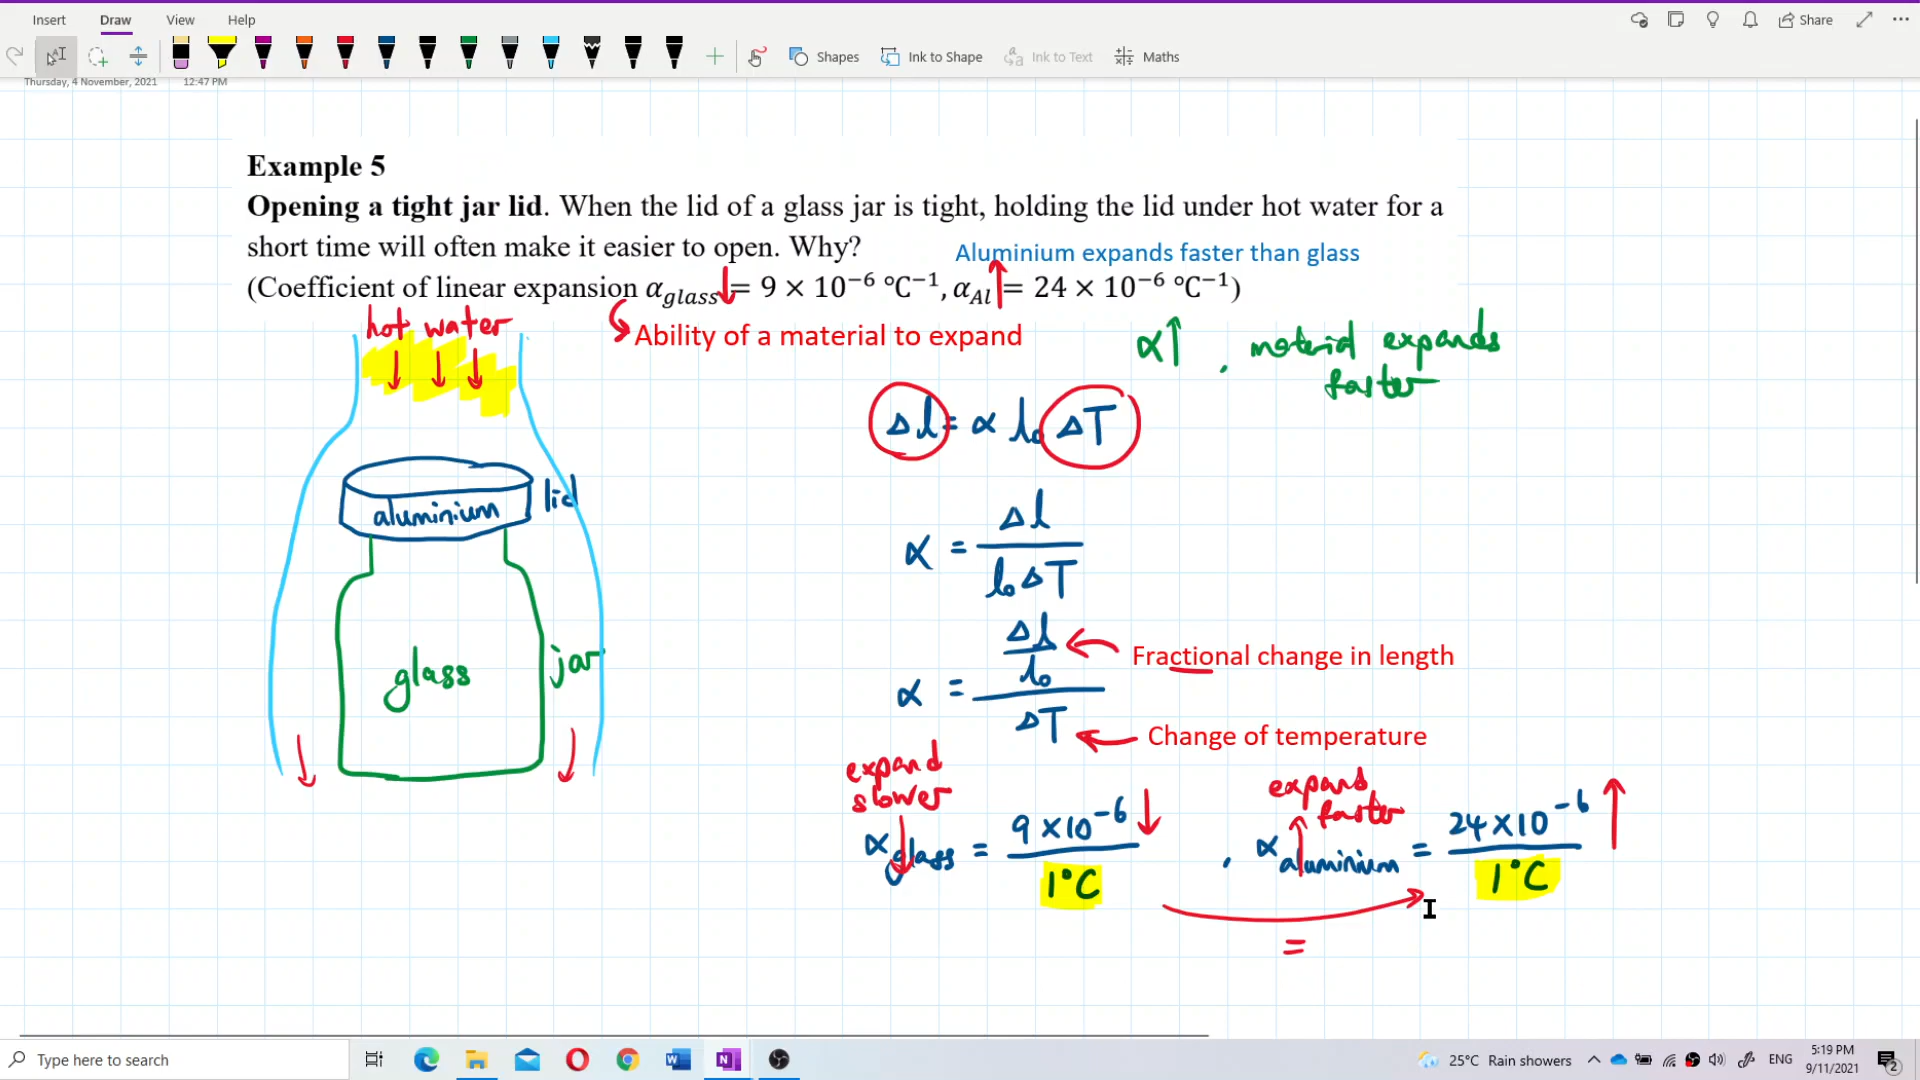 Insert Draw View Help
Share
Shapes Ink to Shape Ink to Text Maths
Thursday, 4 November, 2021 12:47 PM
Example 5
Opening a tight jar lid. When the lid of a glass jar is tight, holding the lid under hot water for a
short time will often make it easier to open. Why?
Aluminium expands faster than glass
(Coefficient of linear expansion α_glass = 9 × 10⁻⁶ °C⁻¹, α_Al = 24 × 10⁻⁶ °C⁻¹)
hot water
Ability of a material to expand
α↑, material expands
faster
Δl = α l₀ ΔT
aluminium
lid
α = Δl / l₀ΔT
glass
jar
α = (Δl / l₀) / ΔT
Fractional change in length
Change of temperature
expand
slower
α glass = 9 × 10⁻⁶ / 1°C
expand
faster
, α aluminium = 24 × 10⁻⁶ / 1°C
=
Type here to search
25°C Rain showers
ENG
5:19 PM
9/11/2021
2